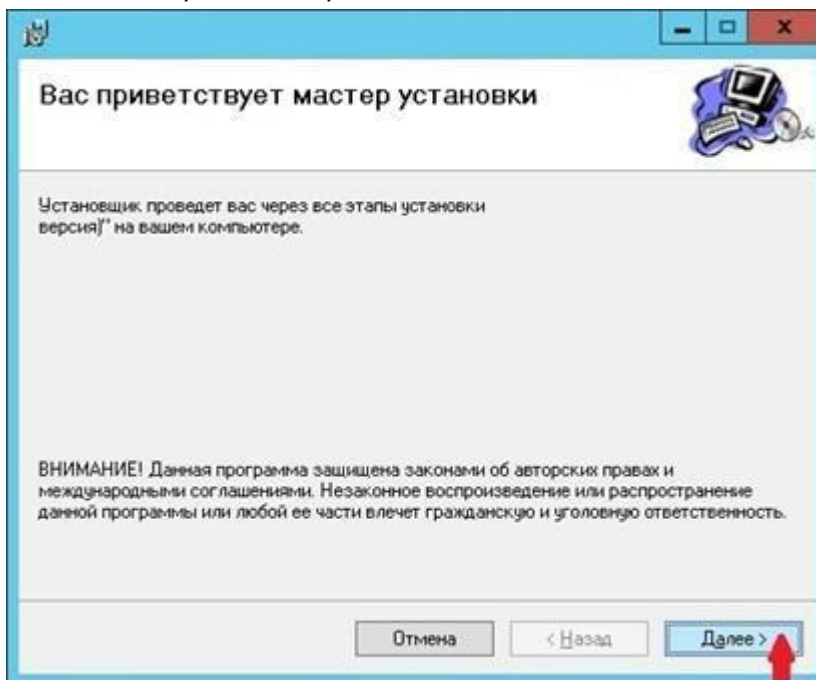 Вас приветствует мастер установки
Установщик проведет вас через все этапы установки
версия)" на вашем компьютере.
ВНИМАНИЕ! Данная программа защищена законами об авторских правах и
международными соглашениями. Незаконное воспроизведение или распространение
данной программы или любой ее части влечет гражданскую и уголовную ответственность.
Отмена
< Назад
Далее >